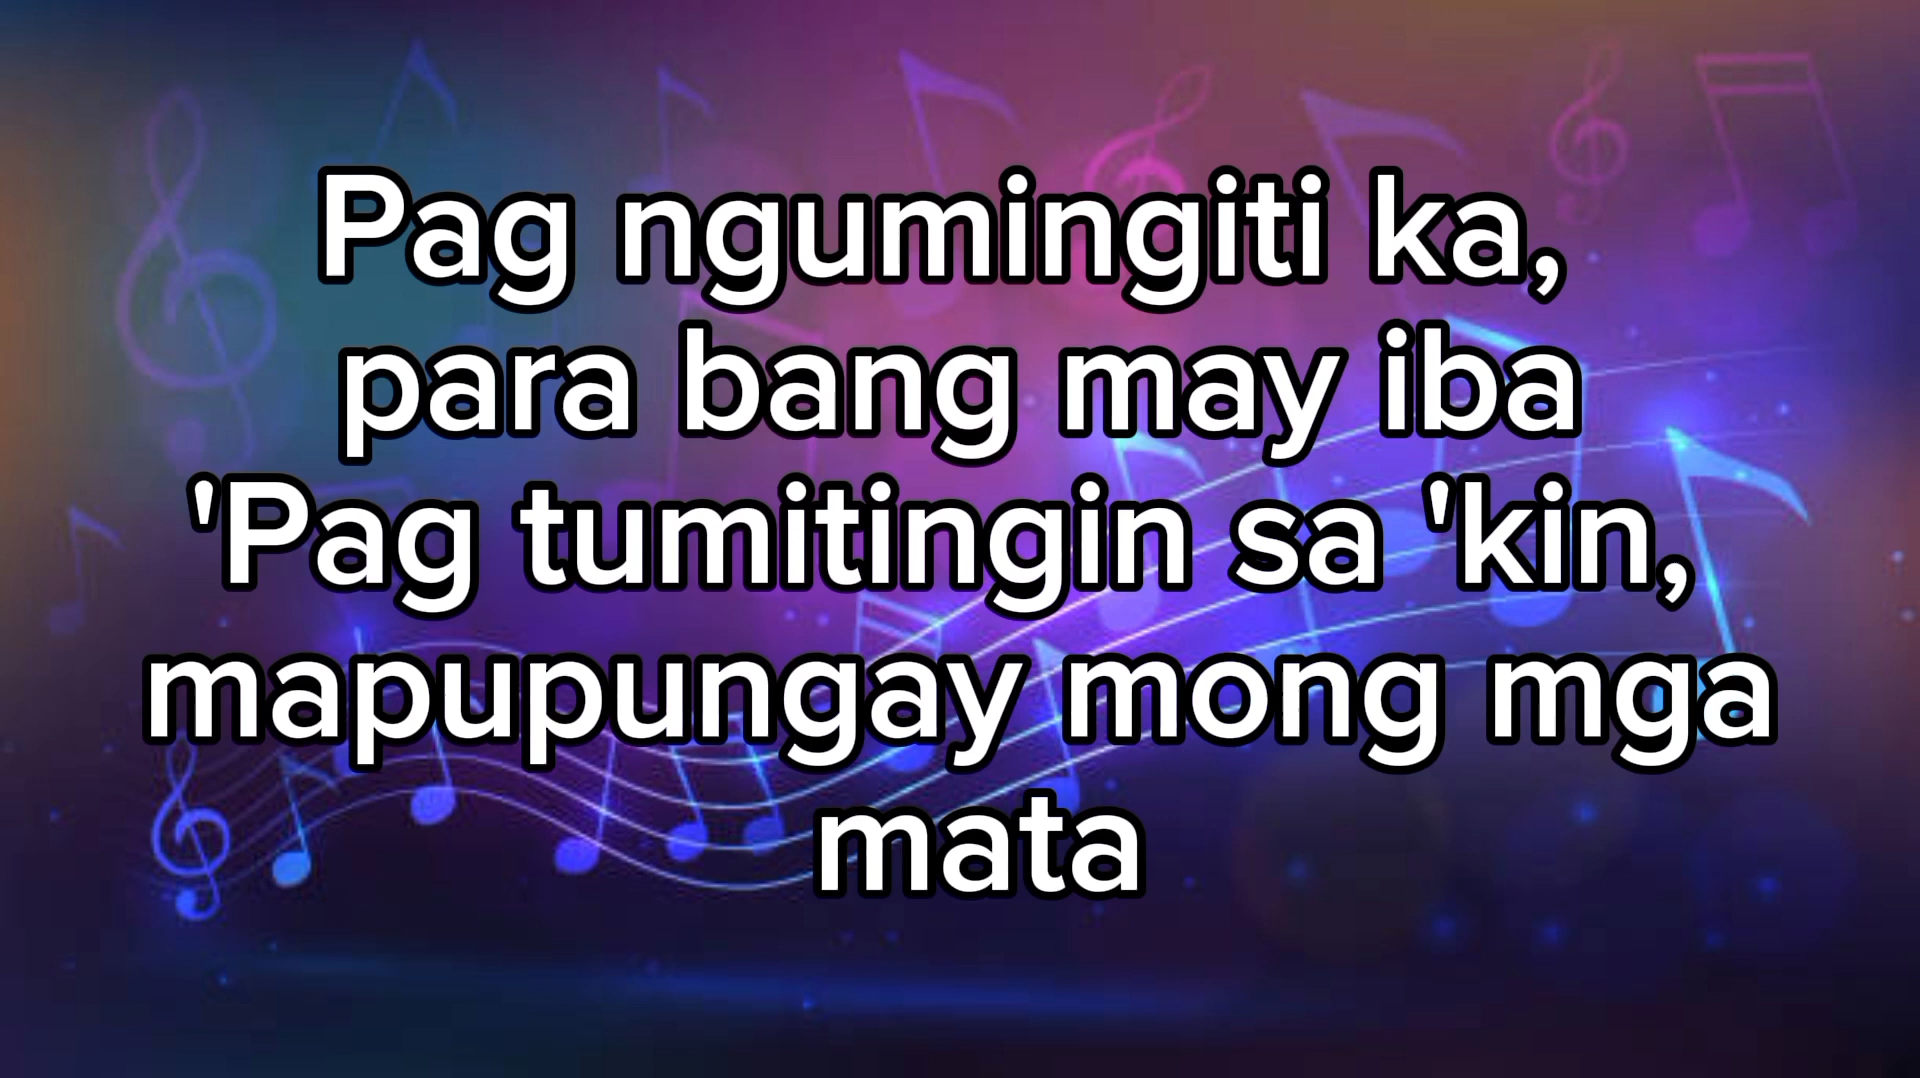 Pag ngumingiti ka,
para bang may iba
'Pag tumitingin sa 'kin,
mapupungay mong mga
mata